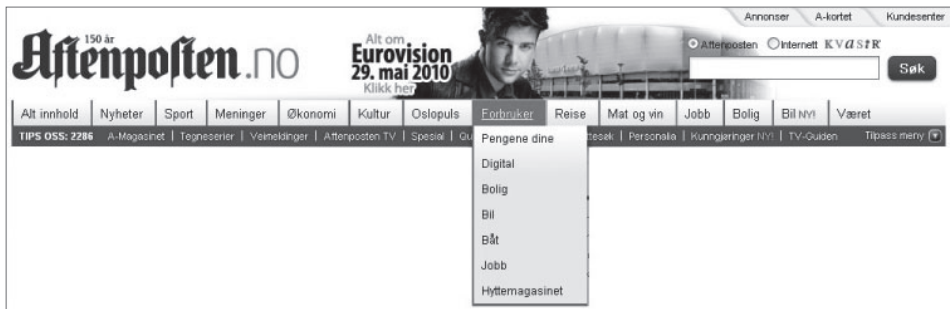 Annonser A-kortet Kundesenter
150 år
Aftenposten.no
Alt om
Eurovision
29. mai 2010
Klikk her
Aftenposten Internett KVASIR
Søk
Alt innhold Nyheter Sport Meninger Økonomi Kultur Oslopuls Forbruker Reise Mat og vin Jobb Bolig Bil NY! Været
TIPS OSS: 2286 A-Magasinet | Tegneserier | Veimeldinger | Aftenposten TV | Spesial | | Personalia | Kunngjøringer NY! | TV-Guiden Tilpass meny
Pengene dine
Digital
Bolig
Bil
Båt
Jobb
Hyttemagasinet